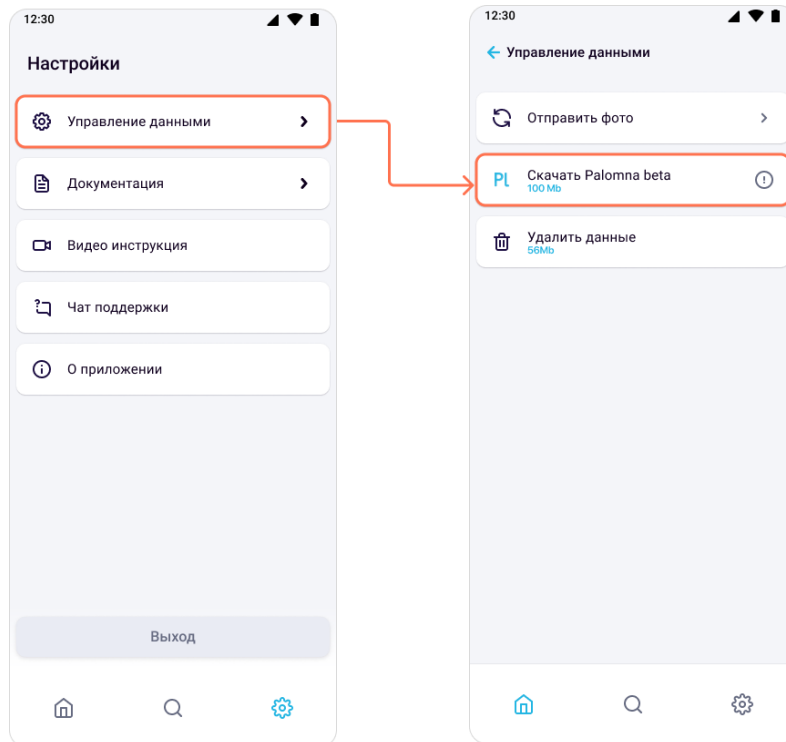 12:30
Настройки
Управление данными
Документация
Видео инструкция
Чат поддержки
О приложении
Выход
12:30
Управление данными
Отправить фото
PL
Скачать Palomna beta
100 Mb
Удалить данные
56Mb